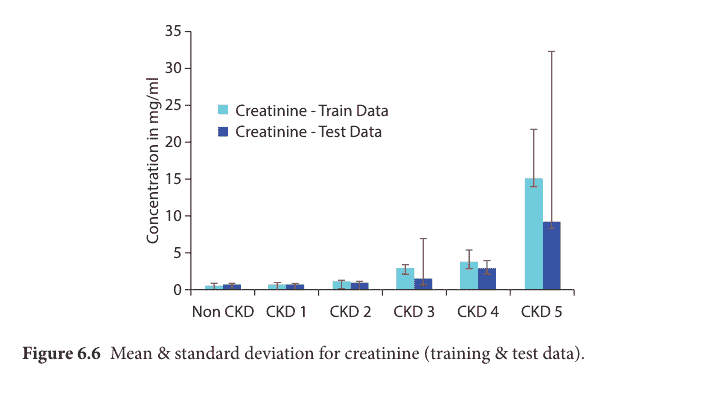 35
30
25
20
15
10
5
0
Concentration in mg/ml
Creatinine - Train Data
Creatinine - Test Data
Non CKD CKD 1 CKD 2 CKD 3 CKD 4 CKD 5
Figure 6.6 Mean & standard deviation for creatinine (training & test data).